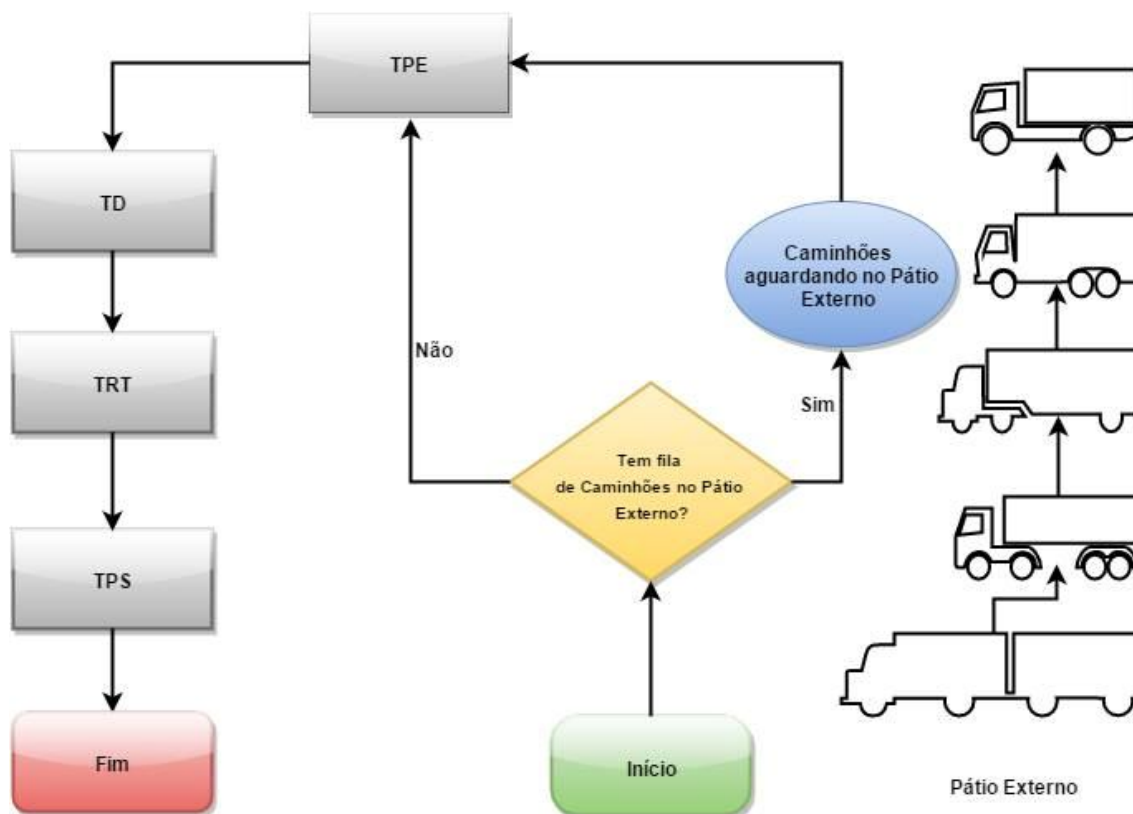 TPE
TD
Caminhões
aguardando no Pátio
Externo
Não
TRT
Sim
Tem fila
de Caminhões no Pátio
Externo?
TPS
Fim
Início
Pátio Externo